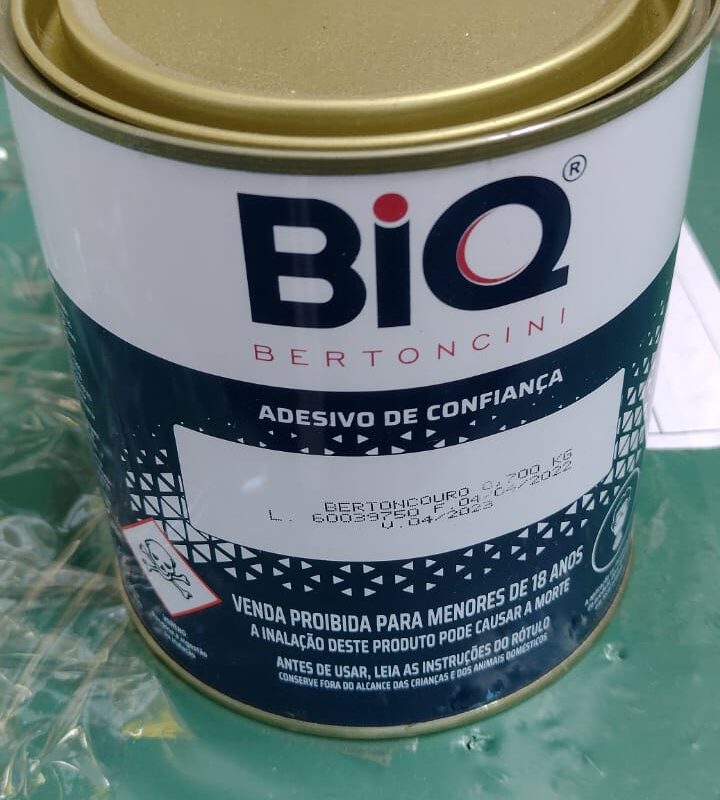 BiQ®
BERTONCINI
ADESIVO DE CONFIANÇA
BERTONCOURO 0,700 KG
L. 60039750 F.04-04/2022
V.04/2023
VENDA PROIBIDA PARA MENORES DE 18 ANOS
A INALAÇÃO DESTE PRODUTO PODE CAUSAR A MORTE
ANTES DE USAR, LEIA AS INSTRUÇÕES DO RÓTULO
CONSERVE FORA DO ALCANCE DAS CRIANÇAS E DOS ANIMAIS DOMÉSTICOS